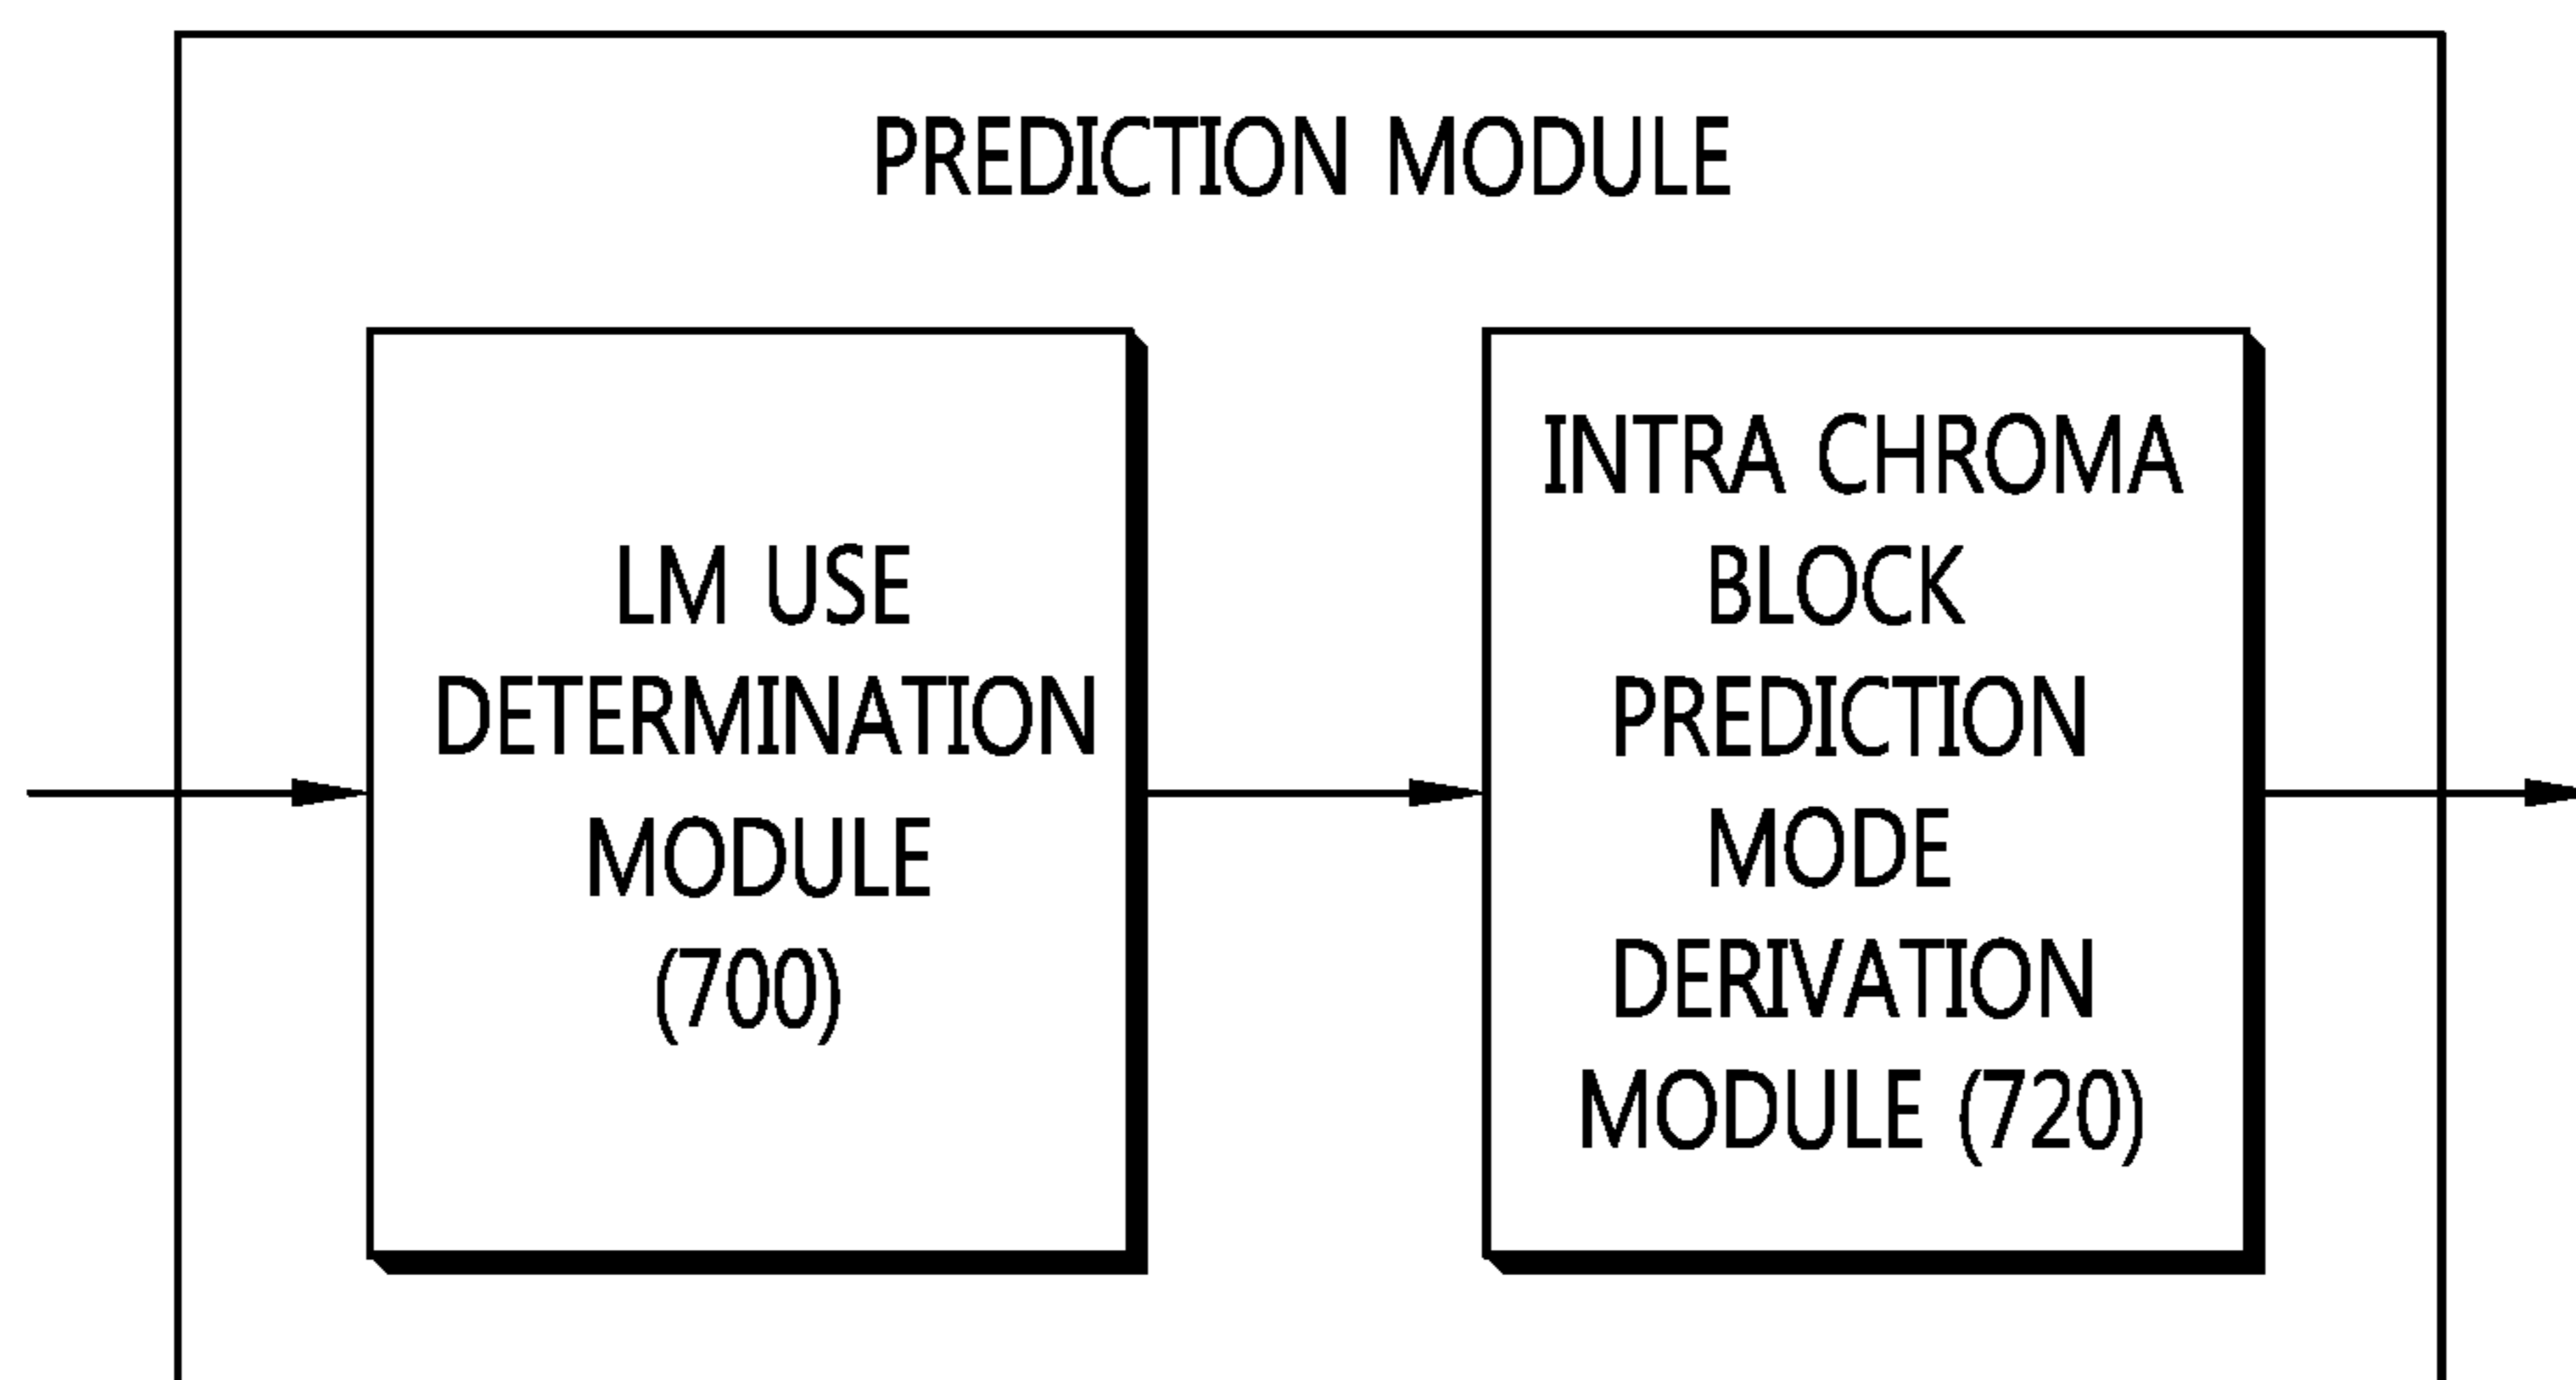 PREDICTION MODULE
LM USE
DETERMINATION
MODULE
(700)
INTRA CHROMA
BLOCK
PREDICTION
MODE
DERIVATION
MODULE (720)